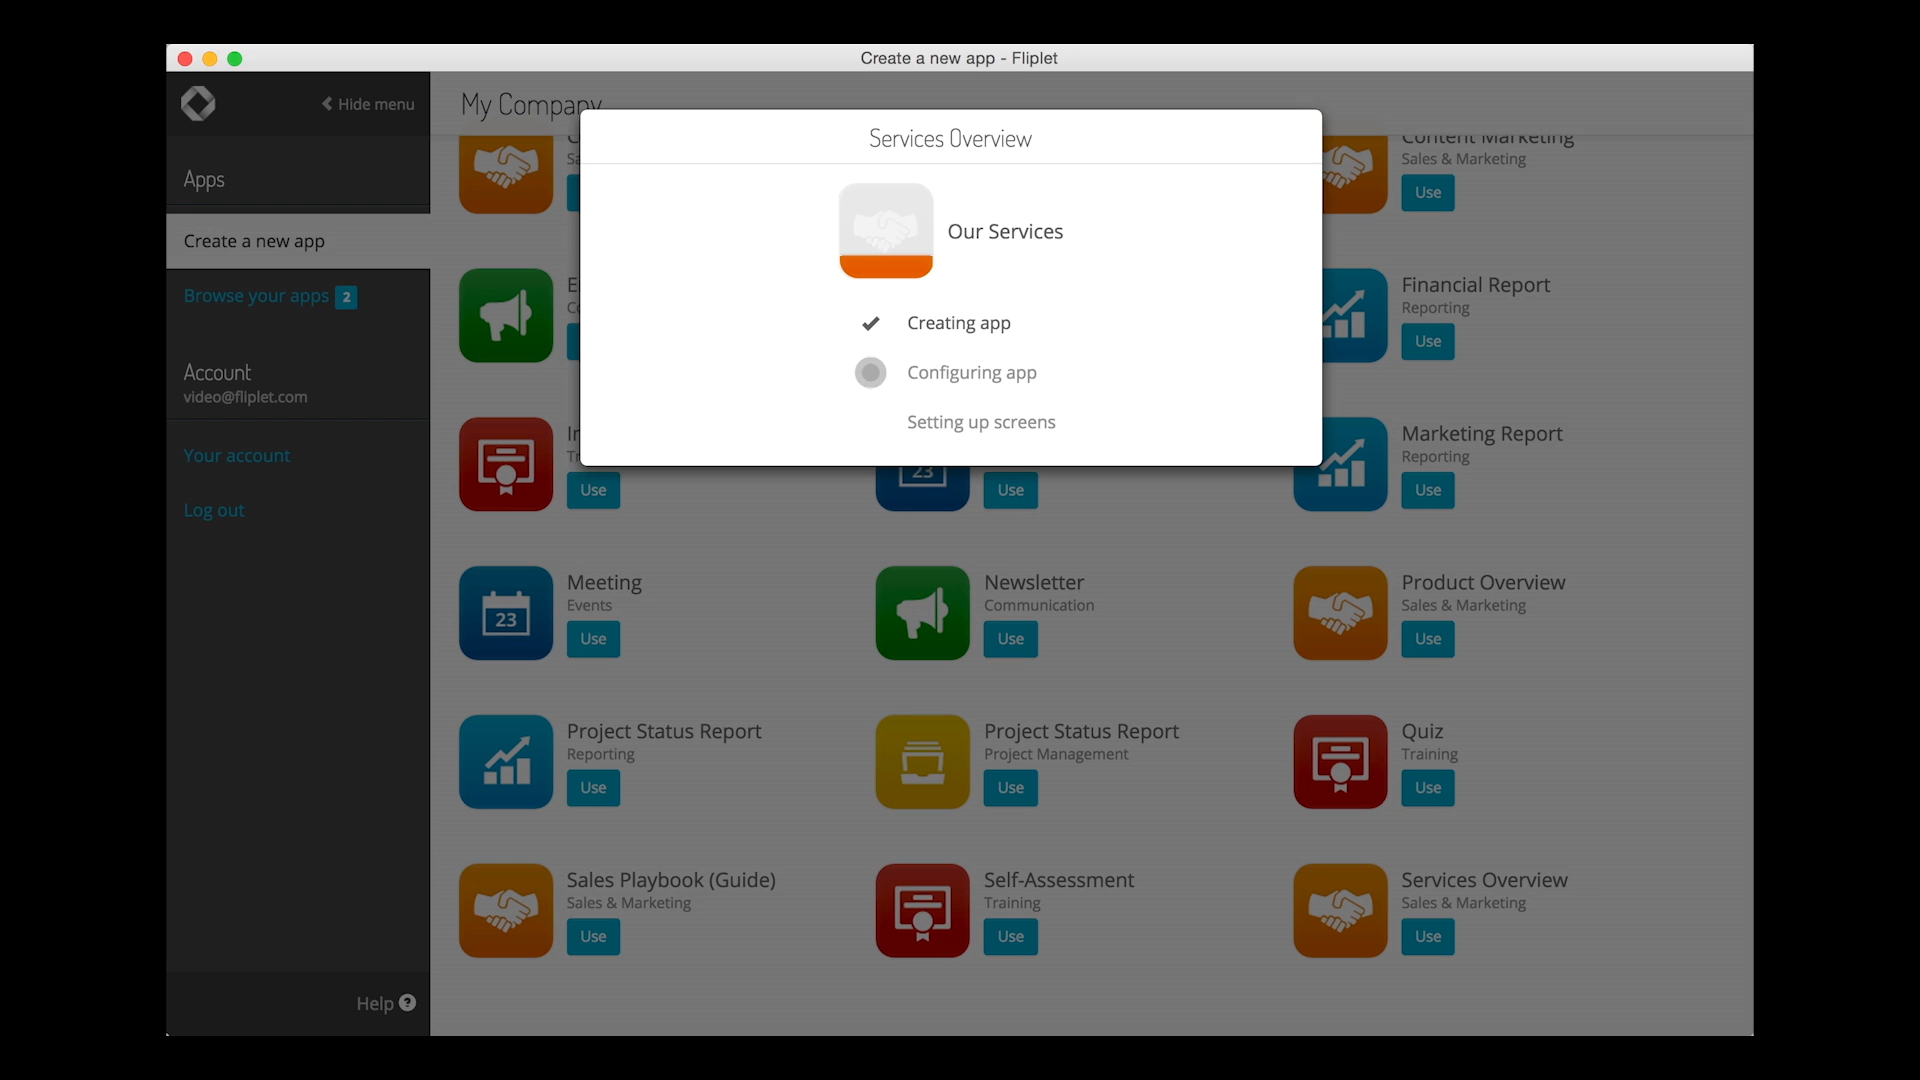 Create a new app - Fliplet
Hide menu
My Company
Apps
Create a new app
Browse your apps 2
Account
video@fliplet.com
Your account
Log out
Help ?
Services Overview
Our Services
Creating app
Configuring app
Setting up screens
Content Marketing
Sales & Marketing
Use
Financial Report
Reporting
Use
Use
23
Use
Marketing Report
Reporting
Use
23
Meeting
Events
Use
Newsletter
Communication
Use
Product Overview
Sales & Marketing
Use
Project Status Report
Reporting
Use
Project Status Report
Project Management
Use
Quiz
Training
Use
Sales Playbook (Guide)
Sales & Marketing
Use
Self-Assessment
Training
Use
Services Overview
Sales & Marketing
Use